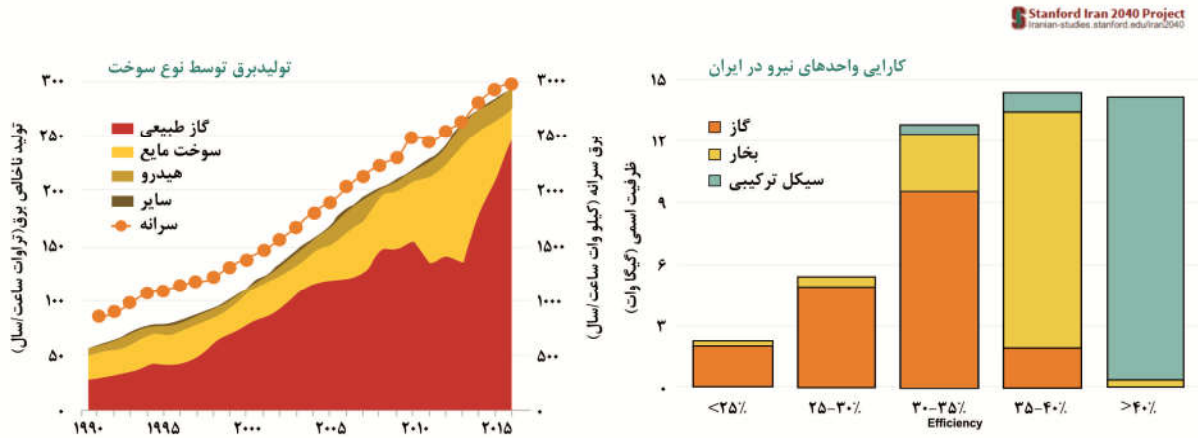 Stanford Iran 2040 Project
Iranian-studies.stanford.edu/iran2040
تولیدبرق توسط نوع سوخت
تولید ناخالص برق(تراوات ساعت/سال)
۳۰۰
۲۵۰
۲۰۰
۱۵۰
۱۰۰
۵۰
۰
گاز طبیعی
سوخت مایع
هیدرو
سایر
سرانه
۳۰۰۰
۲۵۰۰
۲۰۰۰
۱۵۰۰
۱۰۰۰
۵۰۰
۰
برق سرانه (کیلو وات ساعت/سال)
۱۹۹۰ ۱۹۹۵ ۲۰۰۰ ۲۰۰۵ ۲۰۱۰ ۲۰۱۵
کارایی واحدهای نیرو در ایران
ظرفیت اسمی (گیگا وات)
۱۵
۱۲
۹
۶
۳
۰
گاز
بخار
سیکل ترکیبی
<۲۵٪ ۲۵-۳۰٪ ۳۰-۳۵٪ ۳۵-۴۰٪ >۴۰٪
Efficiency